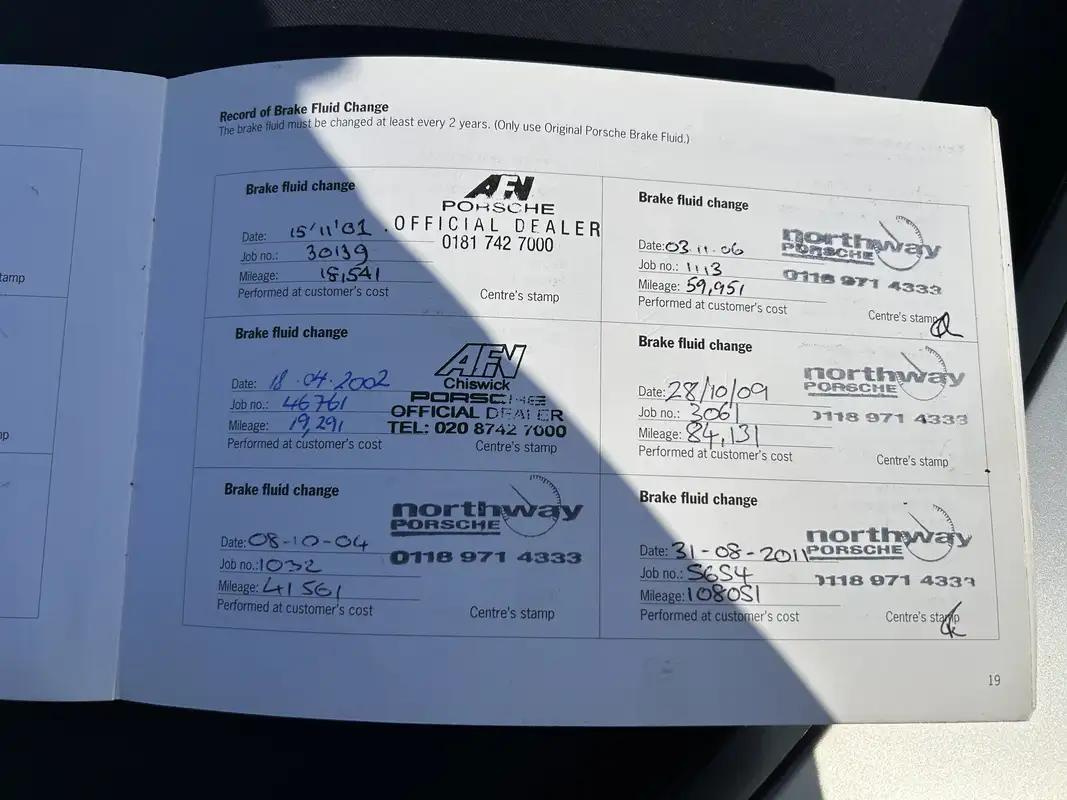 tamp
p
Record of Brake Fluid Change
The brake fluid must be changed at least every 2 years. (Only use Original Porsche Brake Fluid.)
Brake fluid change
AFN
PORSCHE
OFFICIAL DEALER
0181 742 7000
Date: 15/11/01
Job no.: 30139
Mileage: 18,541
Performed at customer's cost
Centre's stamp
Brake fluid change
AFN
Chiswick
PORSCHE
OFFICIAL DEALER
TEL: 020 8742 7000
Date: 18.04.2002
Job no.: 46761
Mileage: 19,291
Performed at customer's cost
Centre's stamp
Brake fluid change
northway
PORSCHE
0118 971 4333
Date: 08-10-04
Job no.: 1032
Mileage: 41561
Performed at customer's cost
Centre's stamp
Brake fluid change
northway
PORSCHE
0118 971 4333
Date: 03.11.06
Job no.: 1113
Mileage: 59,951
Performed at customer's cost
Centre's stamp
Brake fluid change
northway
PORSCHE
0118 971 4333
Date: 28/10/09
Job no.: 3061
Mileage: 84,131
Performed at customer's cost
Centre's stamp
Brake fluid change
northway
PORSCHE
0118 971 4333
Date: 31-08-2011
Job no.: 5654
Mileage: 108051
Performed at customer's cost
Centre's stamp
19